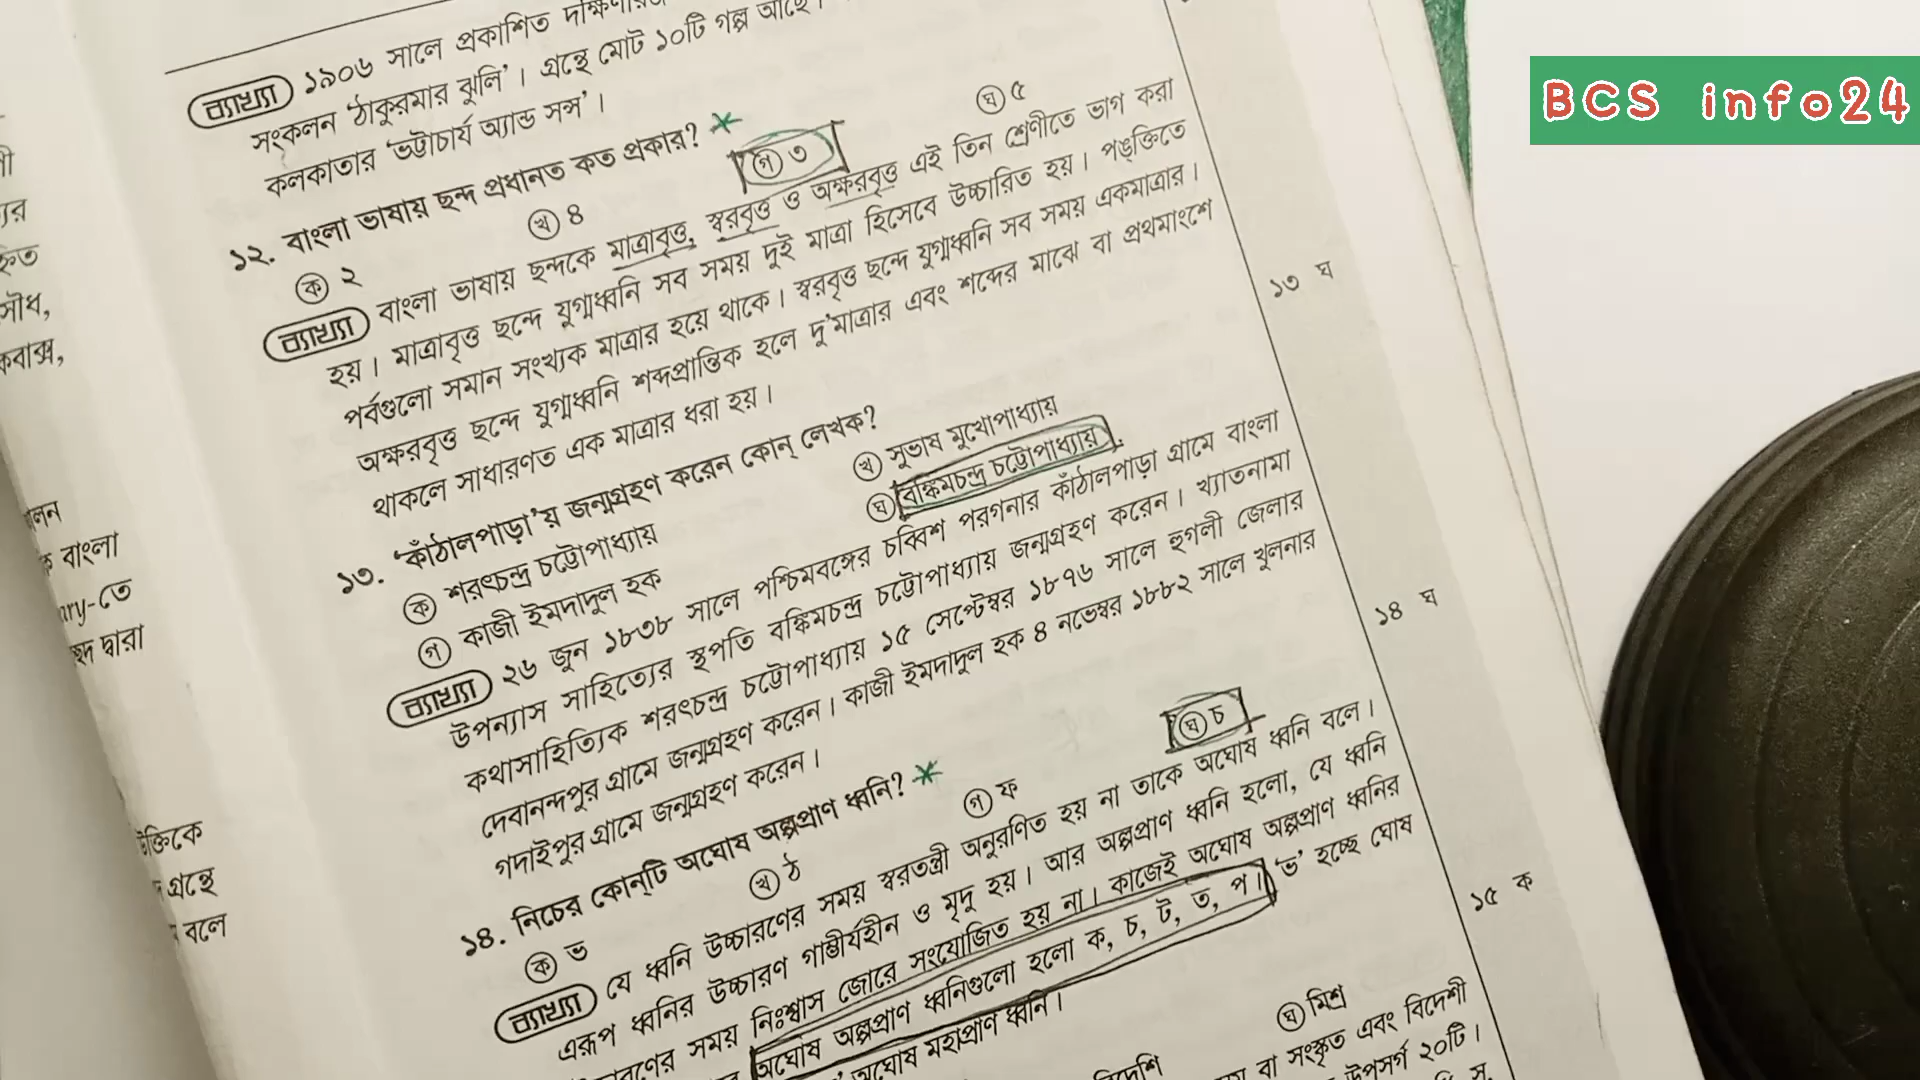 BCS info24
ব্যাখ্যা ১৯০৬ সালে প্রকাশিত
সংকলন 'ঠাকুরমার ঝুলি'। গ্রন্থে মোট ১০টি গল্প আছে।
কলকাতার 'ভট্টাচার্য অ্যান্ড সন্স'।
১২. বাংলা ভাষায় ছন্দ প্রধানত কত প্রকার?
ক ২ খ ৪ গ ৩ ঘ ৫
ব্যাখ্যা বাংলা ভাষায় ছন্দকে মাত্রাবৃত্ত, স্বরবৃত্ত ও অক্ষরবৃত্ত এই তিন শ্রেণীতে ভাগ করা
হয়। মাত্রাবৃত্ত ছন্দে যুগ্মধ্বনি সব সময় দুই মাত্রা হিসেবে উচ্চারিত হয়। পঙ্‌ক্তিতে
পর্বগুলো সমান সংখ্যক মাত্রার হয়ে থাকে। স্বরবৃত্ত ছন্দে যুগ্মধ্বনি সব সময় একমাত্রার।
অক্ষরবৃত্ত ছন্দে যুগ্মধ্বনি শব্দপ্রান্তিক হলে দু'মাত্রার এবং শব্দের মাঝে বা প্রথমাংশে
থাকলে সাধারণত এক মাত্রার ধরা হয়।
১৩. 'কাঁঠালপাড়া'য় জন্মগ্রহণ করেন কোন্ লেখক?
ক শরৎচন্দ্র চট্টোপাধ্যায় খ সুভাষ মুখোপাধ্যায়
গ কাজী ইমদাদুল হক ঘ বঙ্কিমচন্দ্র চট্টোপাধ্যায়
ব্যাখ্যা ২৬ জুন ১৮৩৮ সালে পশ্চিমবঙ্গের চব্বিশ পরগনার কাঁঠালপাড়া গ্রামে বাংলা
উপন্যাস সাহিত্যের স্থপতি বঙ্কিমচন্দ্র চট্টোপাধ্যায় জন্মগ্রহণ করেন। খ্যাতনামা
কথাসাহিত্যিক শরৎচন্দ্র চট্টোপাধ্যায় ১৫ সেপ্টেম্বর ১৮৭৬ সালে হুগলী জেলার
দেবানন্দপুর গ্রামে জন্মগ্রহণ করেন। কাজী ইমদাদুল হক ৪ নভেম্বর ১৮৮২ সালে খুলনার
গদাইপুর গ্রামে জন্মগ্রহণ করেন।
১৪. নিচের কোন্‌টি অঘোষ অল্পপ্রাণ ধ্বনি?
ক ভ খ ঠ গ ফ ঘ চ
ব্যাখ্যা যে ধ্বনি উচ্চারণের সময় স্বরতন্ত্রী অনুরণিত হয় না তাকে অঘোষ ধ্বনি বলে।
এরূপ ধ্বনির উচ্চারণ গাম্ভীর্যহীন ও মৃদু হয়। আর অল্পপ্রাণ ধ্বনি হলো, যে ধ্বনি
সময় নিঃশ্বাস জোরে সংযোজিত হয় না। কাজেই অঘোষ অল্পপ্রাণ ধ্বনির
অঘোষ অল্পপ্রাণ ধ্বনিগুলো হলো ক, চ, ট, ত, প। 'ভ' হচ্ছে ঘোষ
অঘোষ মহাপ্রাণ ধ্বনি।
ঘ মিশ্র
বা সংস্কৃত এবং বিদেশী
উপসর্গ ২০টি।
১৩ ঘ
১৪ ঘ
১৫ ক
সৌধ,
বাংলা
দ্বারা
গ্রন্থে
বলে